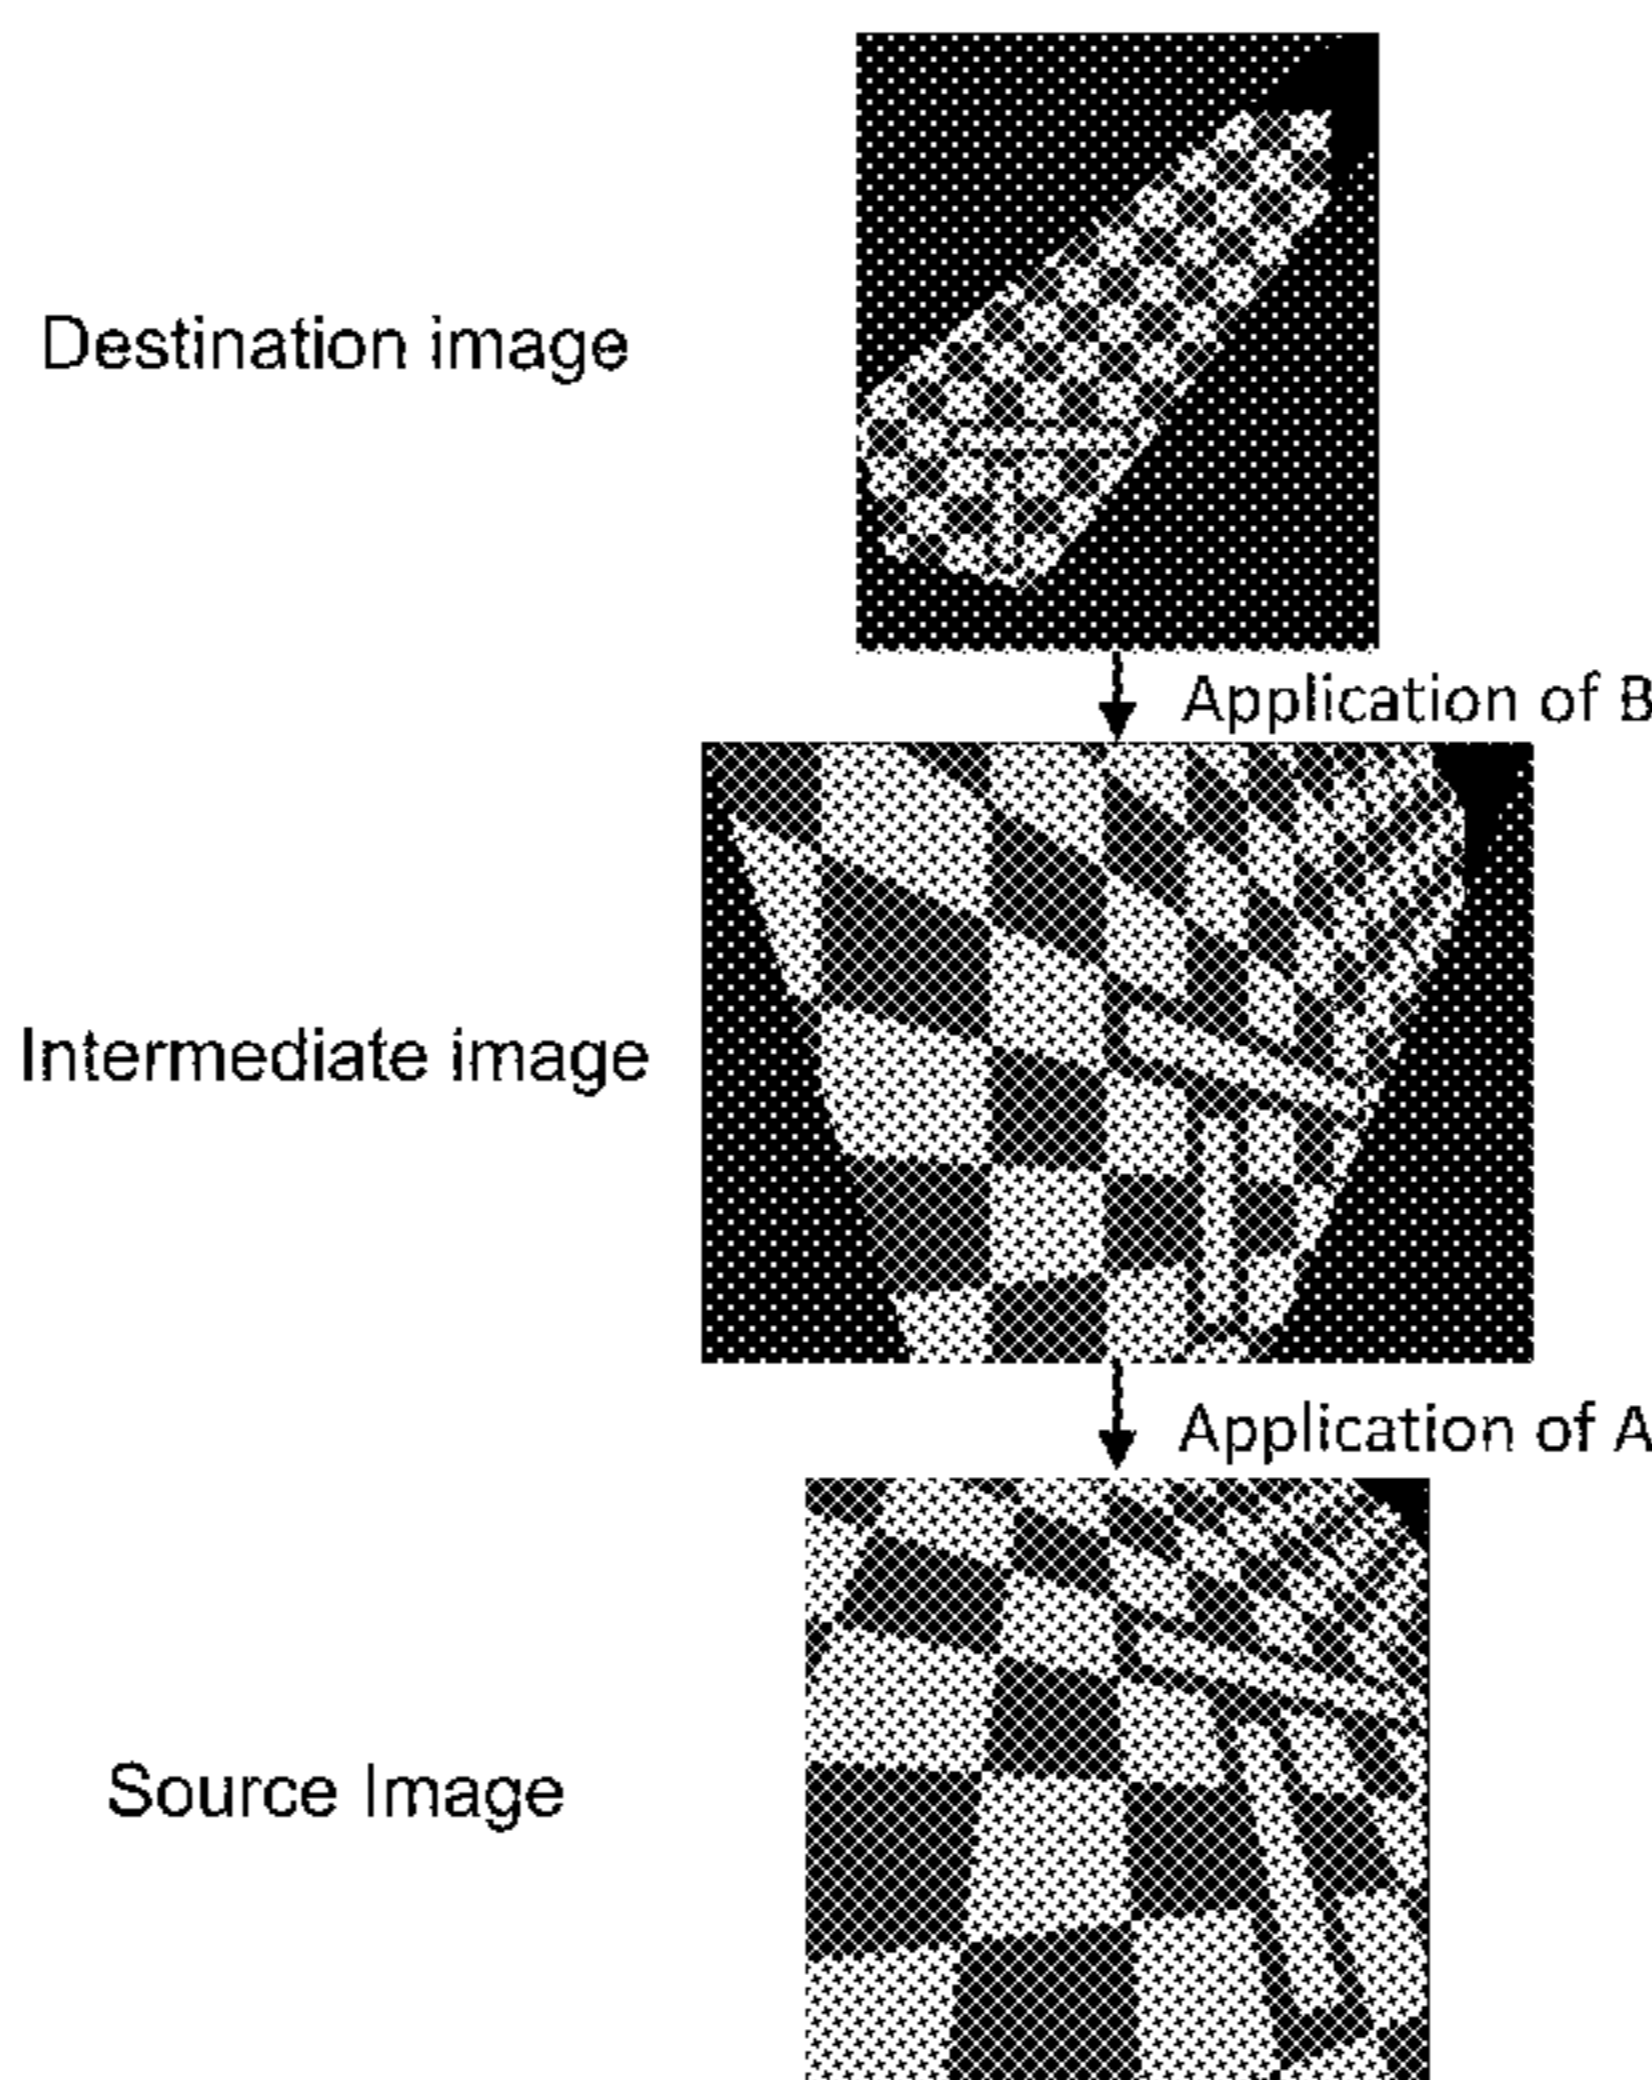 Destination image
Application of B
Intermediate image
Application of A
Source Image